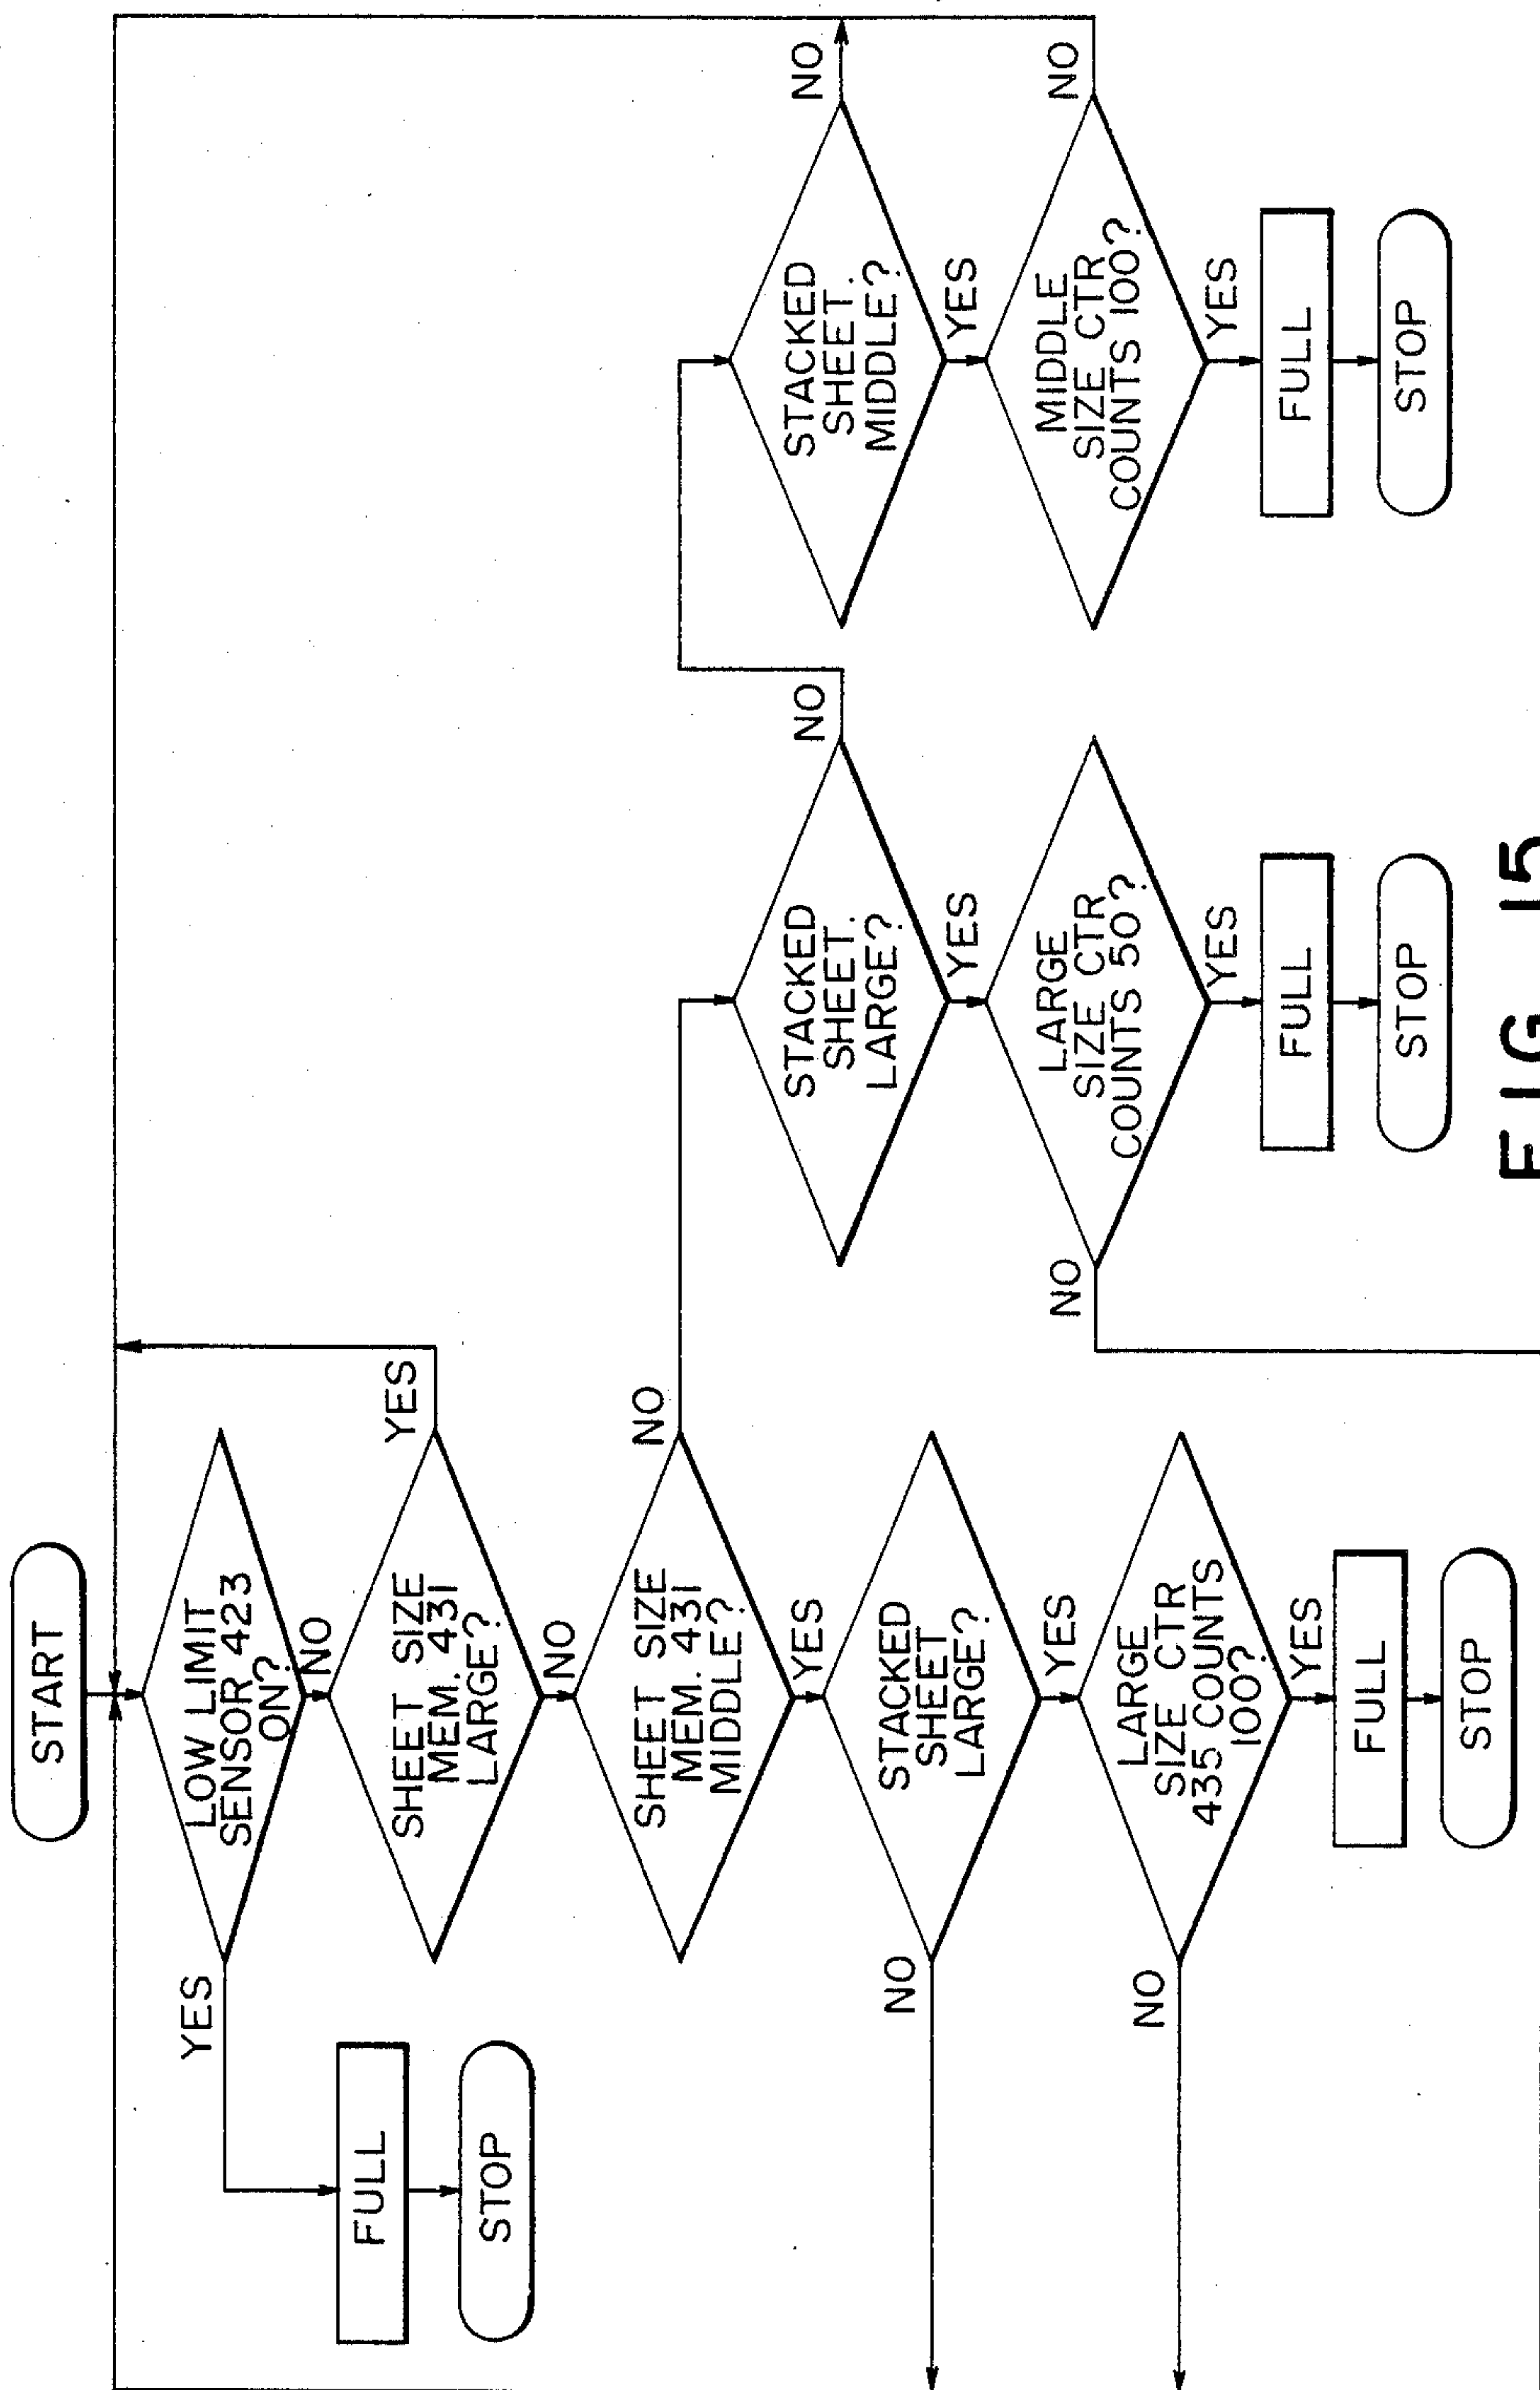 START
LOW LIMIT
SENSOR 423
ON?
YES
NO
FULL
STOP
SHEET SIZE
MEM. 431
LARGE?
YES
NO
SHEET SIZE
MEM. 431
MIDDLE?
NO
YES
STACKED
SHEET
LARGE?
NO
YES
LARGE
SIZE CTR
435 COUNTS
100?
NO
YES
FULL
STOP
STACKED
SHEET.
LARGE?
NO
YES
LARGE
SIZE CTR
COUNTS 50?
NO
YES
FULL
STOP
STACKED
SHEET.
MIDDLE?
NO
YES
MIDDLE
SIZE CTR
COUNTS 100?
NO
YES
FULL
STOP
FIG. 15